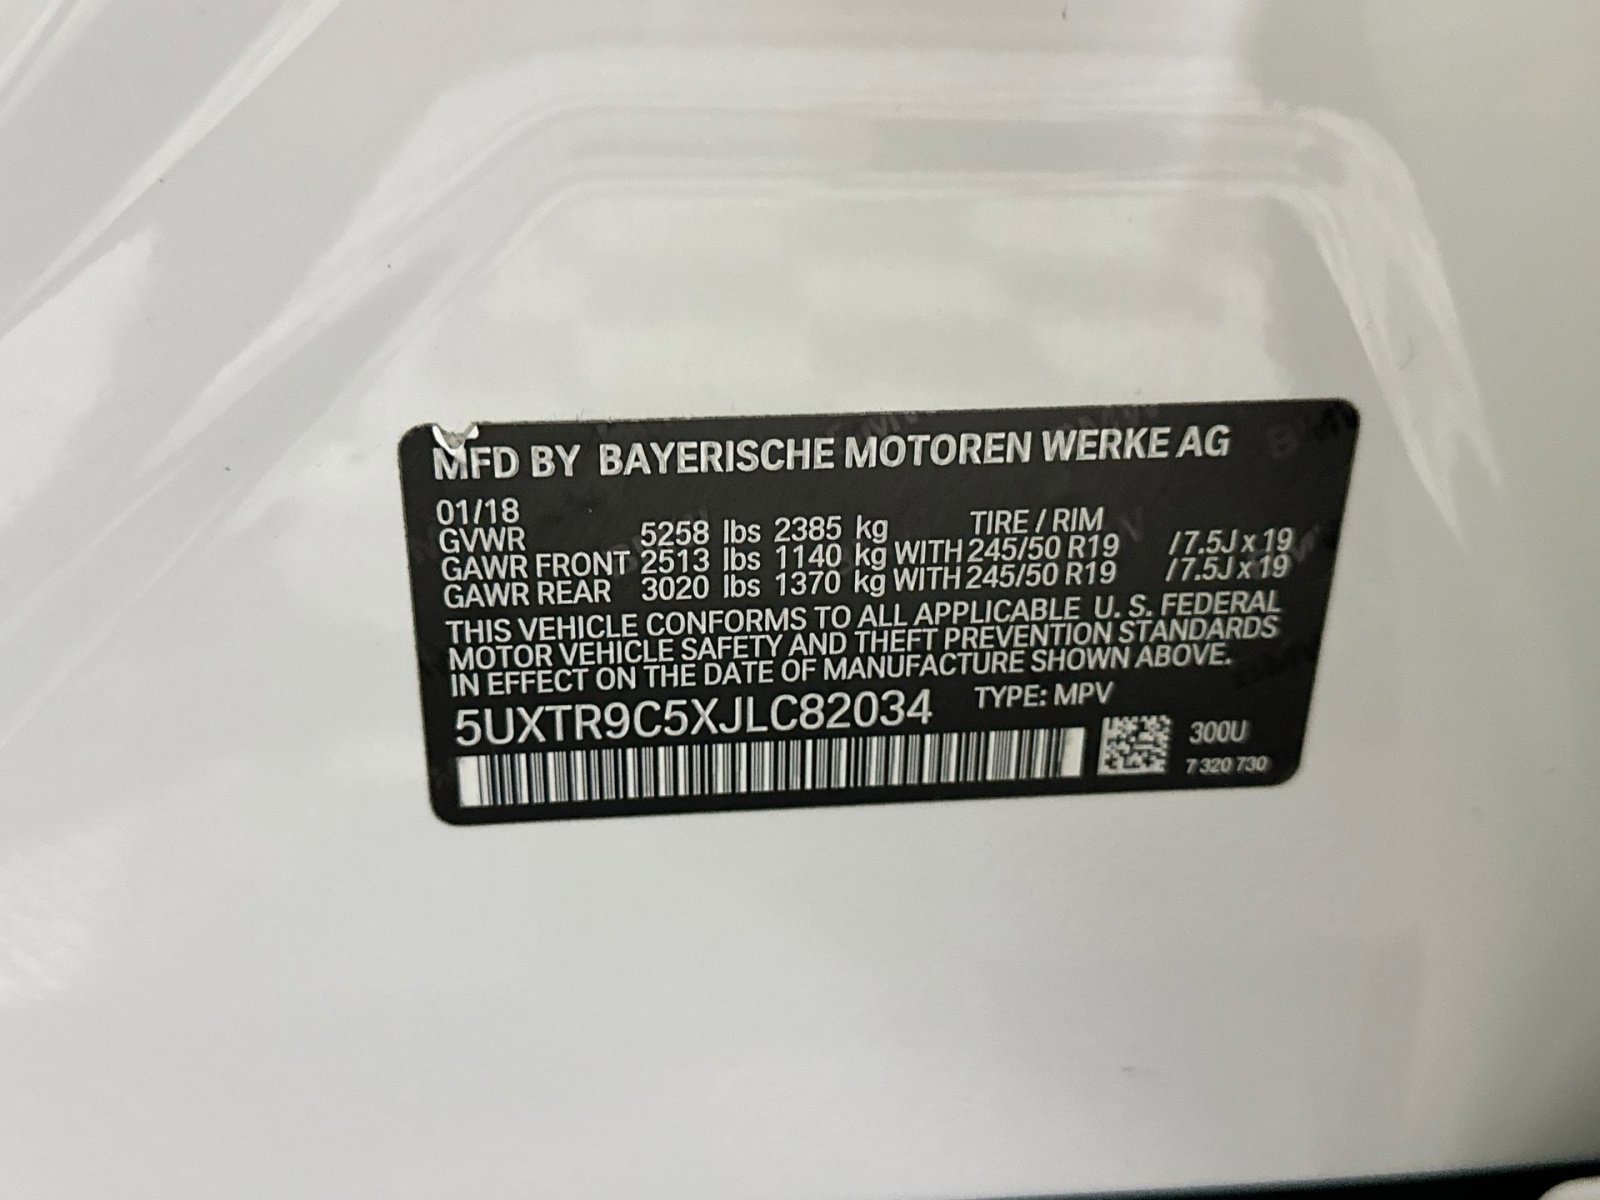 MFD BY BAYERISCHE MOTOREN WERKE AG
01/18
GVWR 5258 lbs 2385 kg TIRE / RIM
GAWR FRONT 2513 lbs 1140 kg WITH 245/50 R19 / 7.5J x 19
GAWR REAR 3020 lbs 1370 kg WITH 245/50 R19 / 7.5J x 19
THIS VEHICLE CONFORMS TO ALL APPLICABLE U. S. FEDERAL
MOTOR VEHICLE SAFETY AND THEFT PREVENTION STANDARDS
IN EFFECT ON THE DATE OF MANUFACTURE SHOWN ABOVE.
5UXTR9C5XJLC82034 TYPE: MPV
300U
7 320 730